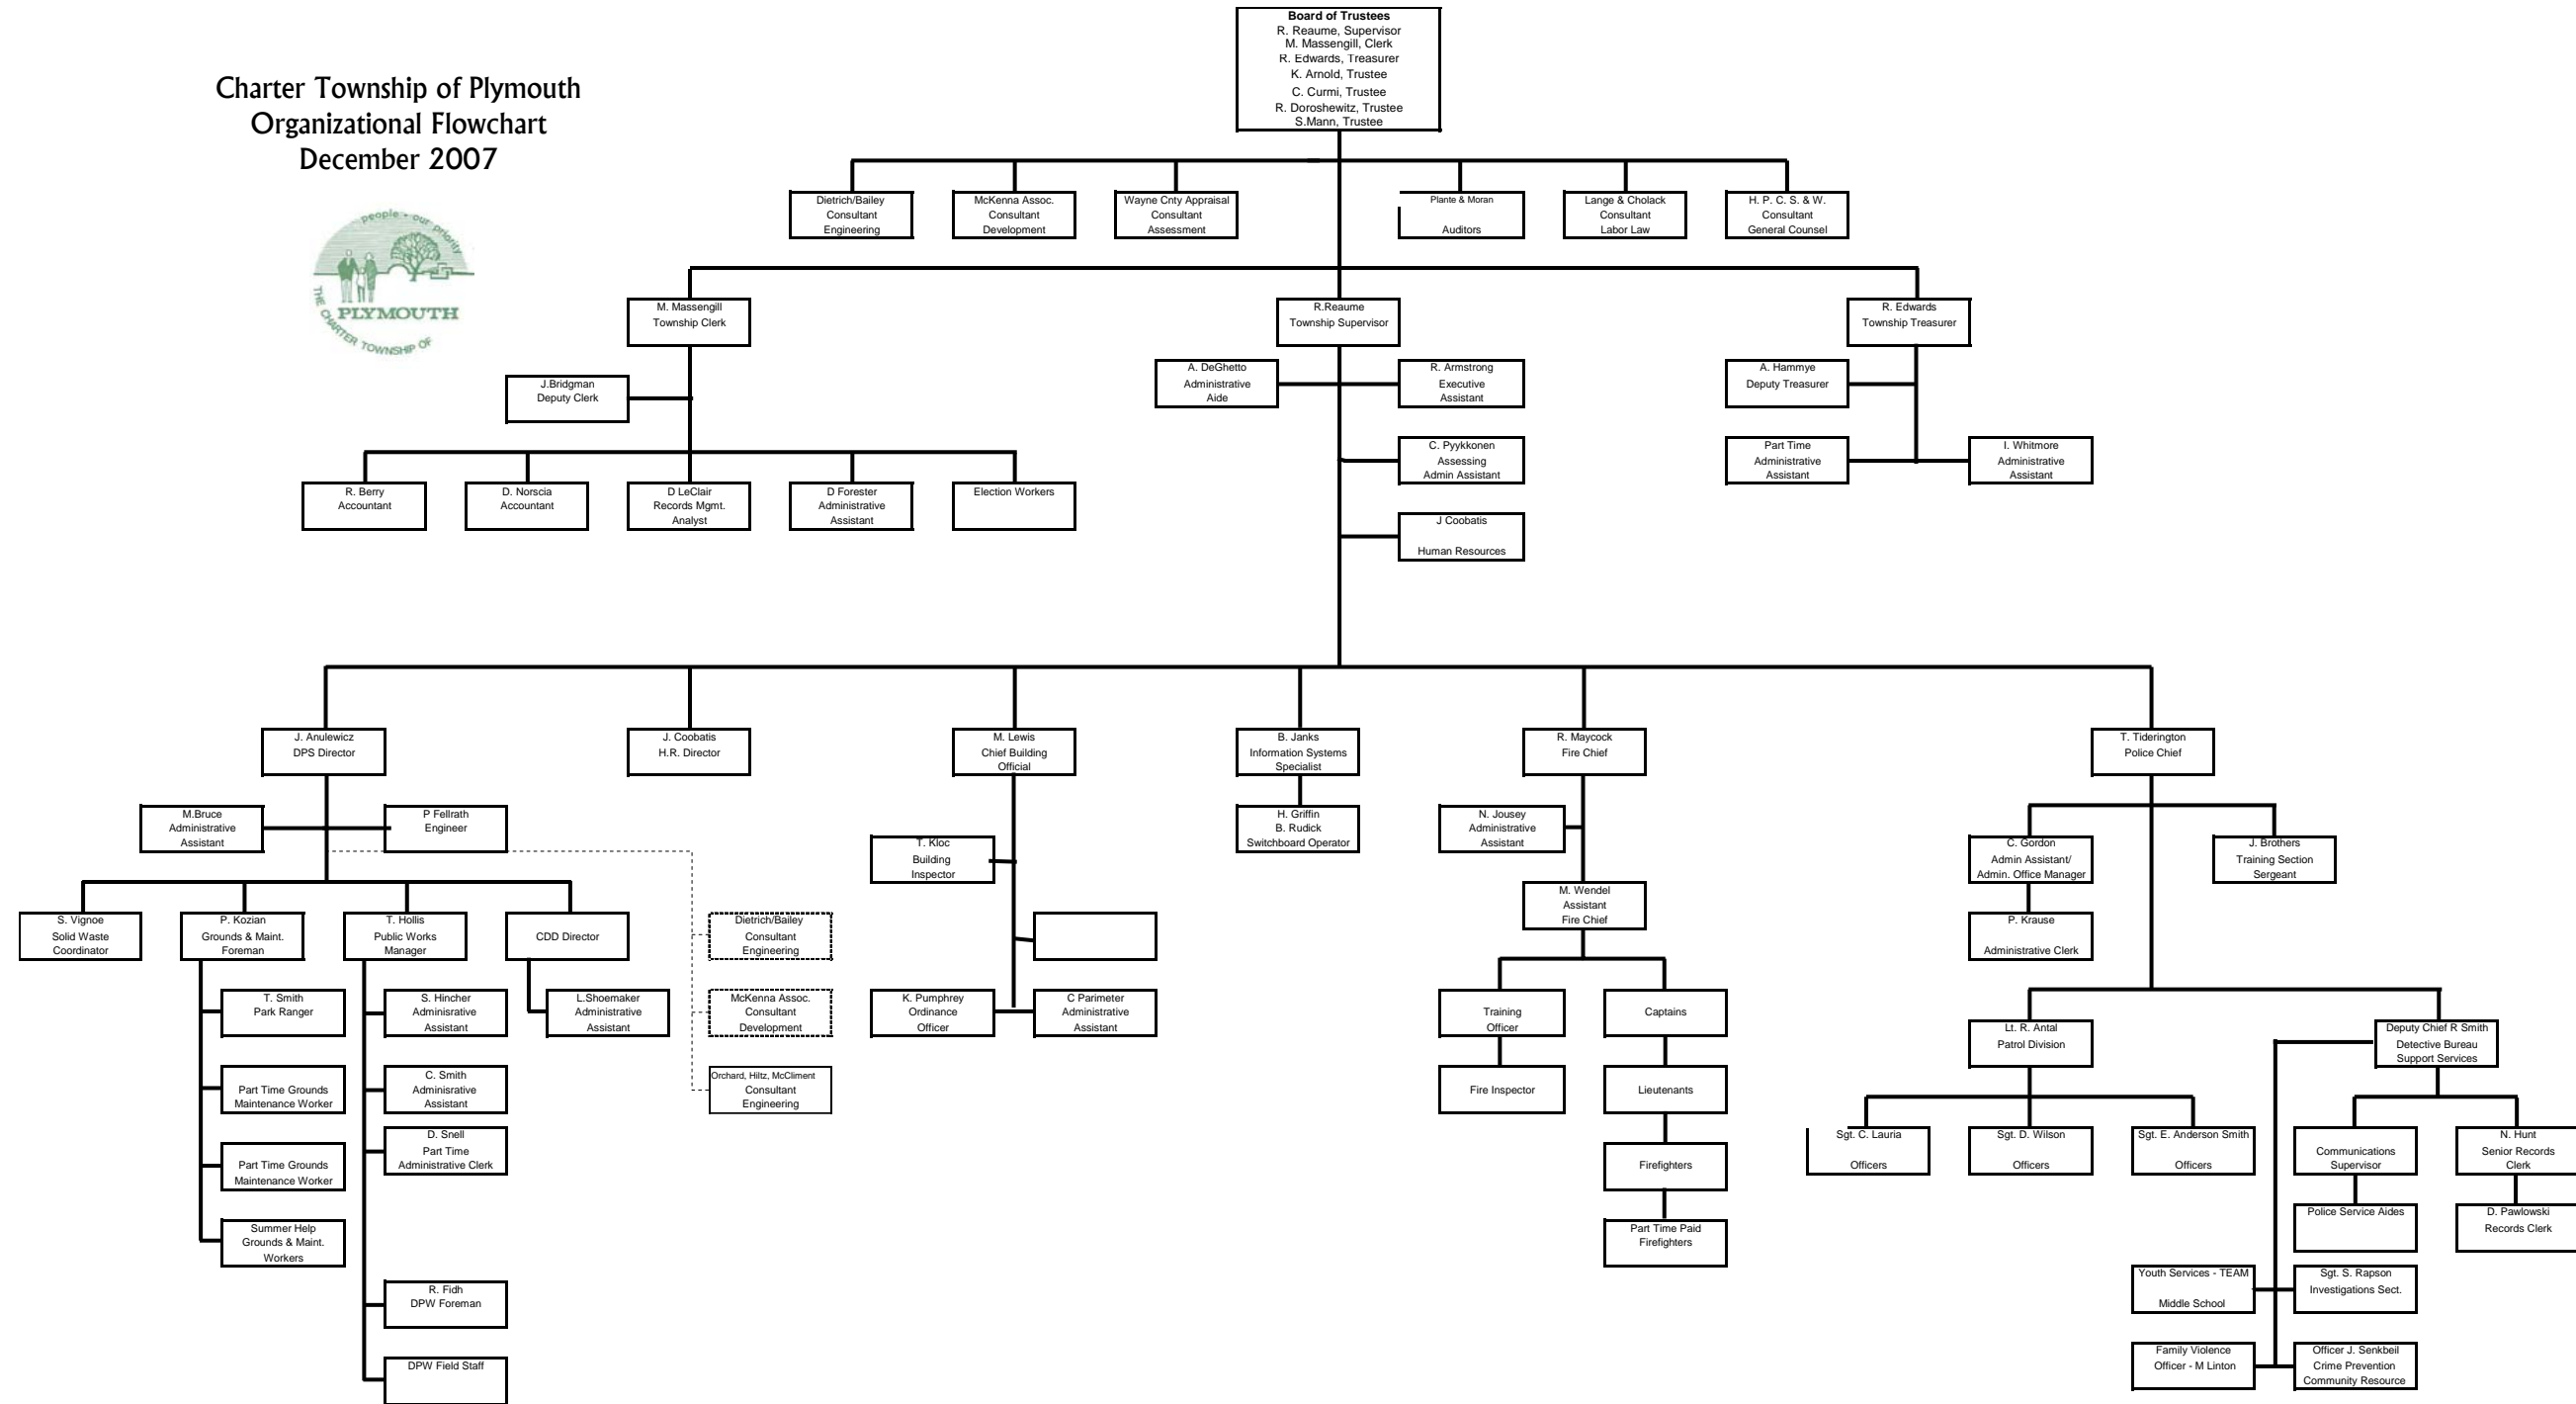 Board of Trustees
R. Reaume, Supervisor
M. Massengill, Clerk
R. Edwards, Treasurer
K. Arnold, Trustee
C. Curmi, Trustee
R. Doroshewitz, Trustee
S.Mann, Trustee
Charter Township of Plymouth
Organizational Flowchart
December 2007
people - our priority
PLYMOUTH
THE CHARTER TOWNSHIP OF
Dietrich/Bailey
Consultant
Engineering
McKenna Assoc.
Consultant
Development
Wayne Cnty Appraisal
Consultant
Assessment
Plante & Moran
Auditors
Lange & Cholack
Consultant
Labor Law
H. P. C. S. & W.
Consultant
General Counsel
M. Massengill
Township Clerk
R.Reaume
Township Supervisor
R. Edwards
Township Treasurer
J.Bridgman
Deputy Clerk
A. DeGhetto
Administrative
Aide
R. Armstrong
Executive
Assistant
A. Hammye
Deputy Treasurer
C. Pyykkonen
Assessing
Admin Assistant
Part Time
Administrative
Assistant
I. Whitmore
Administrative
Assistant
R. Berry
Accountant
D. Norscia
Accountant
D LeClair
Records Mgmt.
Analyst
D Forester
Administrative
Assistant
Election Workers
J Coobatis
Human Resources
J. Anulewicz
DPS Director
J. Coobatis
H.R. Director
M. Lewis
Chief Building
Official
B. Janks
Information Systems
Specialist
R. Maycock
Fire Chief
T. Tiderington
Police Chief
M.Bruce
Administrative
Assistant
P Fellrath
Engineer
T. Kloc
Building
Inspector
H. Griffin
B. Rudick
Switchboard Operator
N. Jousey
Administrative
Assistant
C. Gordon
Admin Assistant/
Admin. Office Manager
J. Brothers
Training Section
Sergeant
M. Wendel
Assistant
Fire Chief
S. Vignoe
Solid Waste
Coordinator
P. Kozian
Grounds & Maint.
Foreman
T. Hollis
Public Works
Manager
CDD Director
Dietrich/Bailey
Consultant
Engineering
P. Krause
Administrative Clerk
T. Smith
Park Ranger
S. Hincher
Adminisrative
Assistant
L.Shoemaker
Administrative
Assistant
McKenna Assoc.
Consultant
Development
K. Pumphrey
Ordinance
Officer
C Parimeter
Administrative
Assistant
Training
Officer
Captains
Lt. R. Antal
Patrol Division
Deputy Chief R Smith
Detective Bureau
Support Services
Part Time Grounds
Maintenance Worker
C. Smith
Adminisrative
Assistant
Orchard, Hiltz, McCliment
Consultant
Engineering
Fire Inspector
Lieutenants
Part Time Grounds
Maintenance Worker
D. Snell
Part Time
Administrative Clerk
Firefighters
Sgt. C. Lauria
Officers
Sgt. D. Wilson
Officers
Sgt. E. Anderson Smith
Officers
Communications
Supervisor
N. Hunt
Senior Records
Clerk
Summer Help
Grounds & Maint.
Workers
Part Time Paid
Firefighters
Police Service Aides
D. Pawlowski
Records Clerk
R. Fidh
DPW Foreman
Youth Services - TEAM
Middle School
Sgt. S. Rapson
Investigations Sect.
DPW Field Staff
Family Violence
Officer - M Linton
Officer J. Senkbeil
Crime Prevention
Community Resource